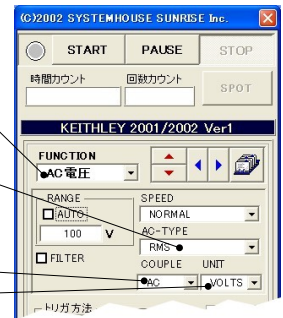 (C)2002 SYSTEMHOUSE SUNRISE Inc.
START PAUSE STOP
時間カウント 回数カウント
SPOT
KEITHLEY 2001/2002 Ver1
FUNCTION
AC電圧
RANGE SPEED
AUTO NORMAL
100 V AC-TYPE
RMS
FILTER COUPLE UNIT
AC VOLTS
トリガ方法